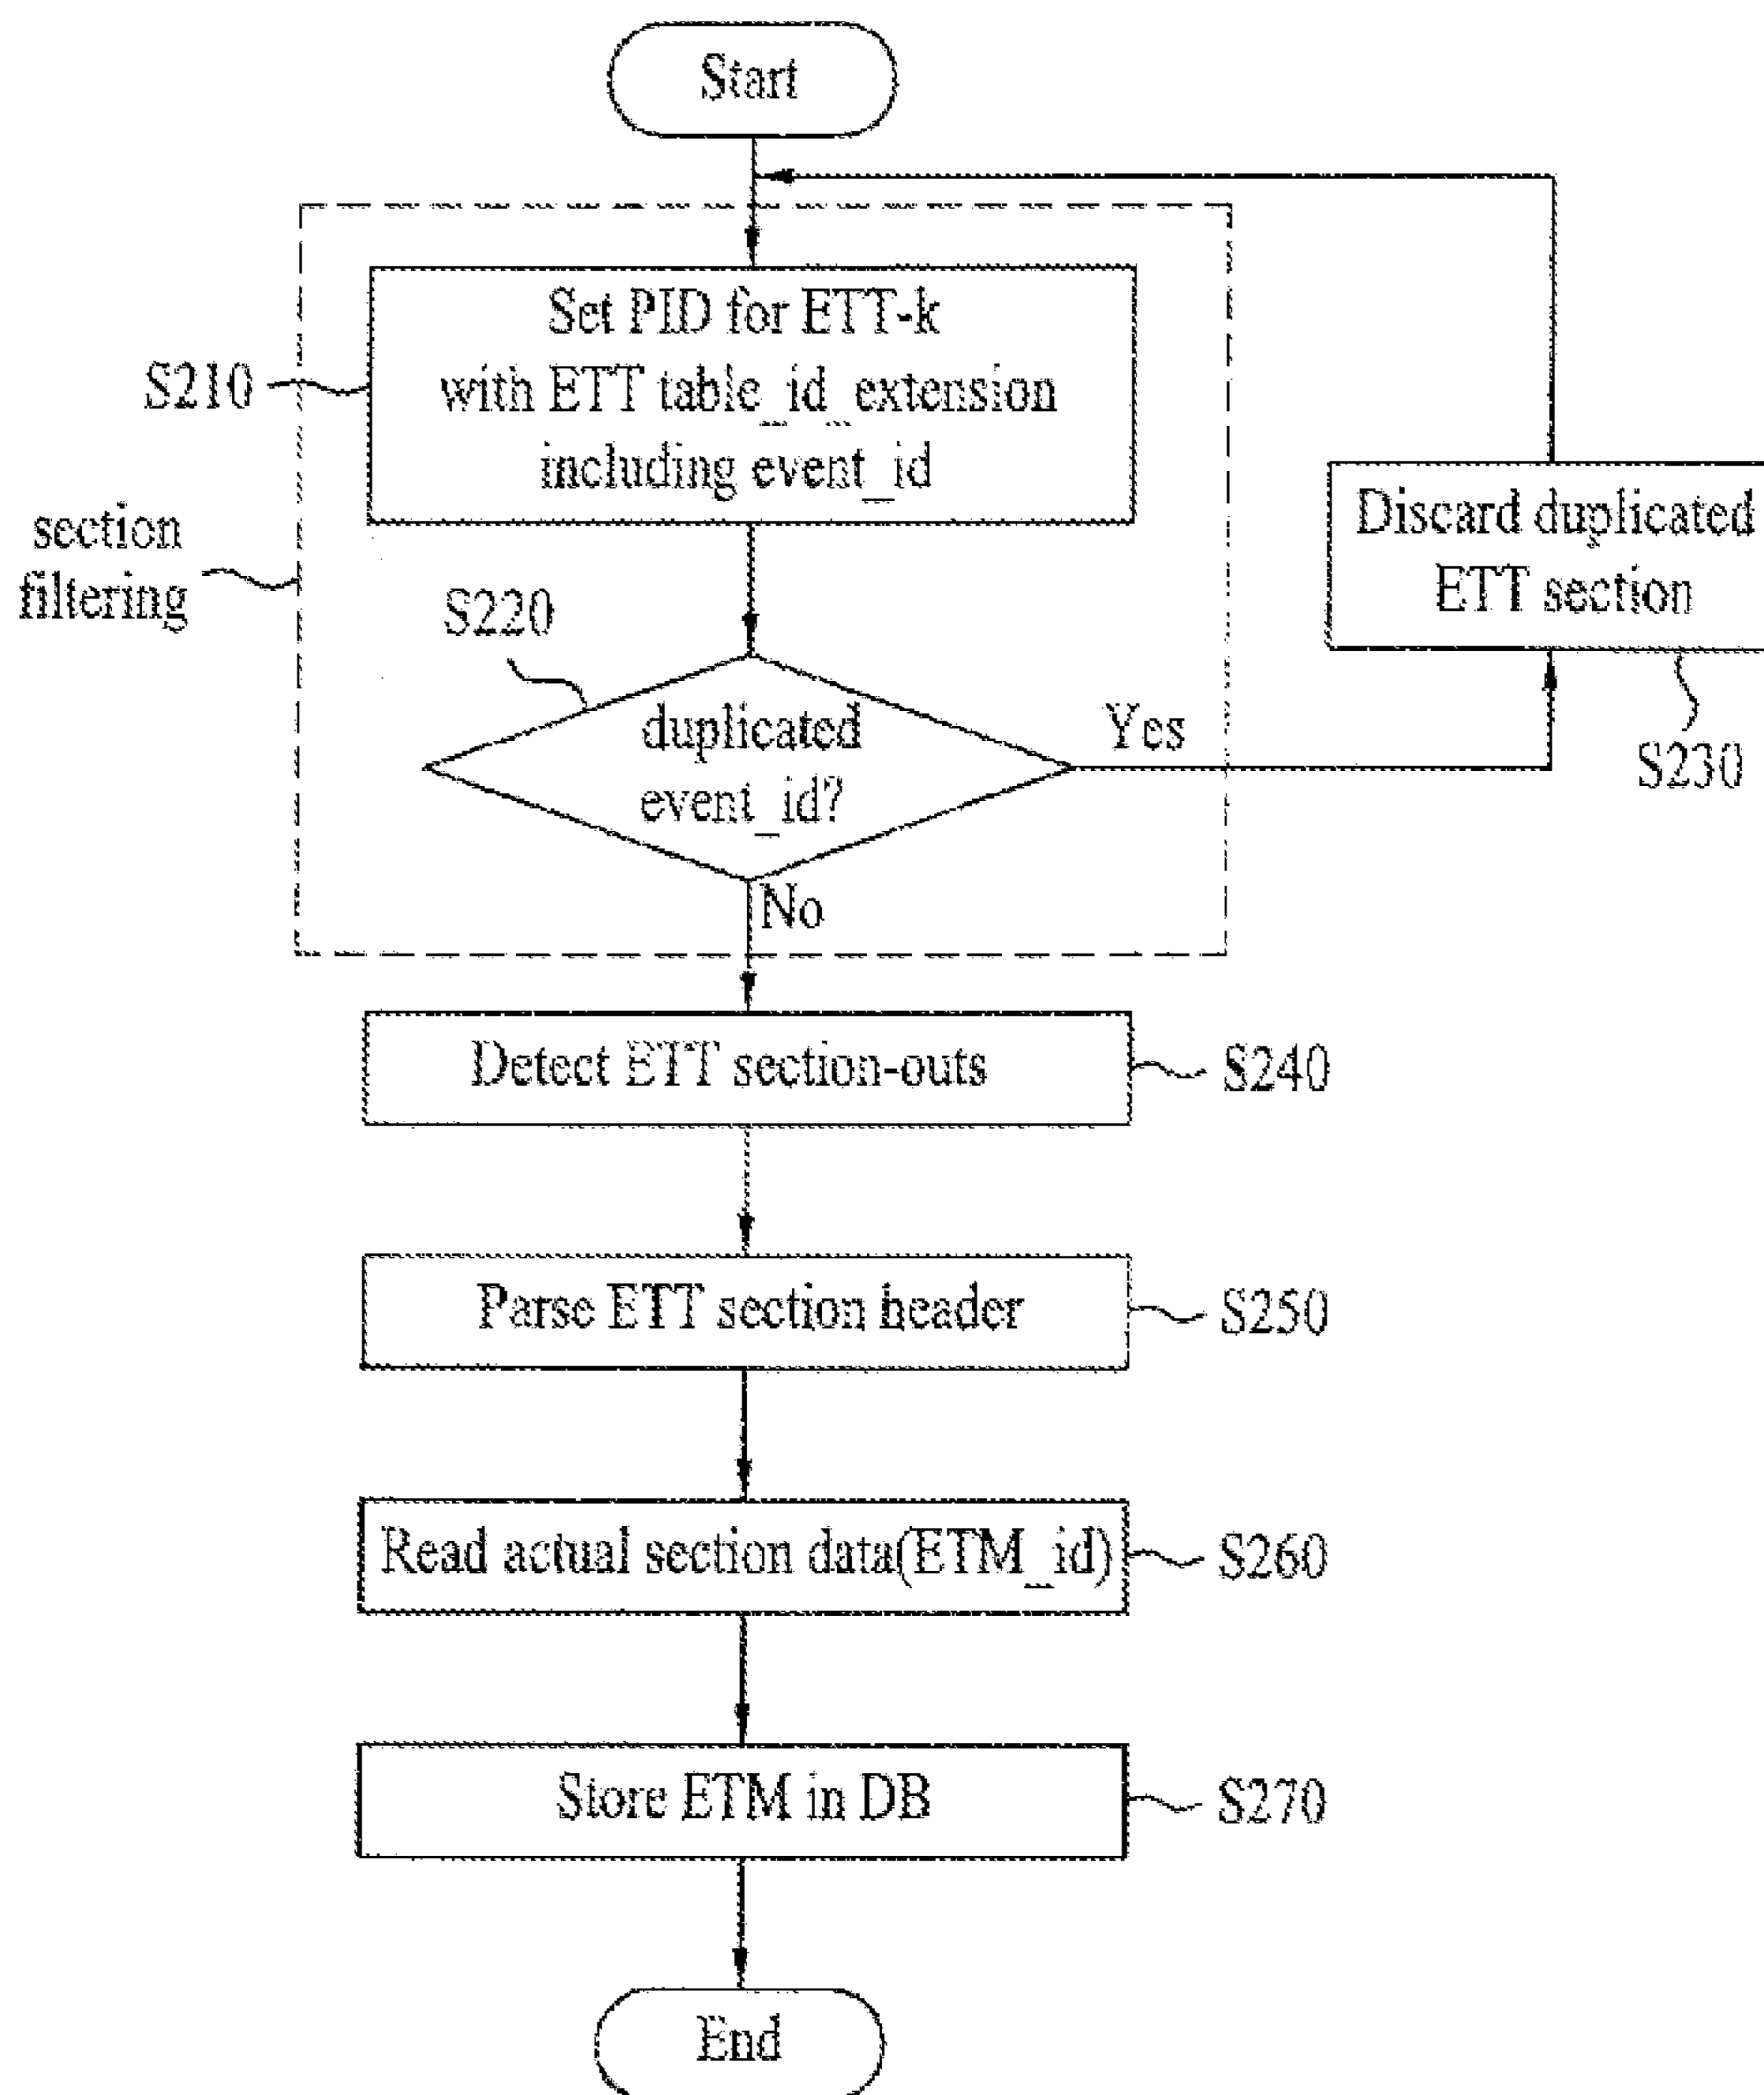 Start
Set PID for ETT-k
with ETT table_id_extension
including event_id
S210
section
filtering
S220
duplicated
event_id?
Yes
No
Discard duplicated
ETT section
S230
Detect ETT section-outs
S240
Parse ETT section header
S250
Read actual section data(ETM_id)
S260
Store ETM in DB
S270
End